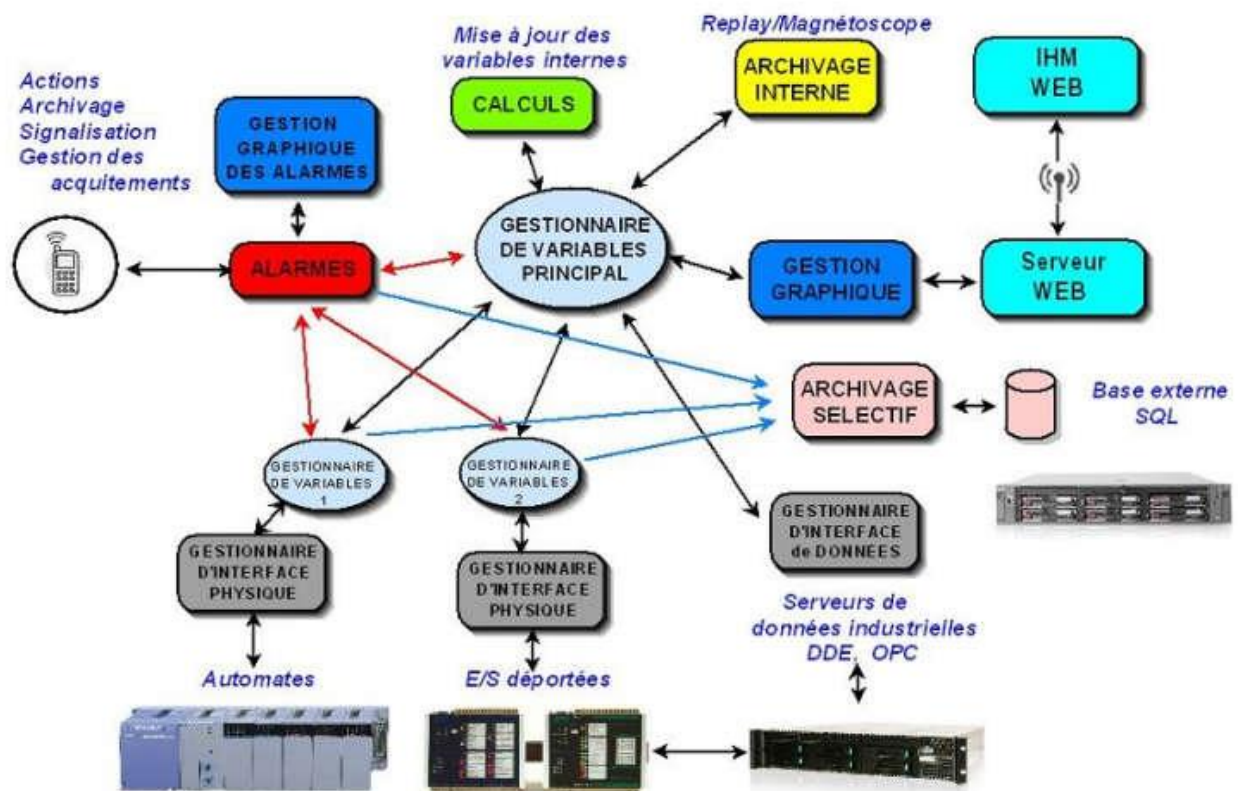 Replay/Magnétoscope
Mise à jour des
variables internes
Actions
Archivage
Signalisation
Gestion des
acquitements
GESTION
GRAPHIQUE
DES ALARMES
CALCULS
ARCHIVAGE
INTERNE
IHM
WEB
GESTIONNAIRE
DE VARIABLES
PRINCIPAL
ALARMES
GESTION
GRAPHIQUE
Serveur
WEB
ARCHIVAGE
SELECTIF
Base externe
SQL
GESTIONNAIRE
DE VARIABLES
1
GESTIONNAIRE
DE VARIABLES
2
GESTIONNAIRE
D'INTERFACE
de DONNÉES
GESTIONNAIRE
D'INTERFACE
PHYSIQUE
GESTIONNAIRE
D'INTERFACE
PHYSIQUE
Serveurs de
données industrielles
DDE, OPC
Automates
E/S déportées